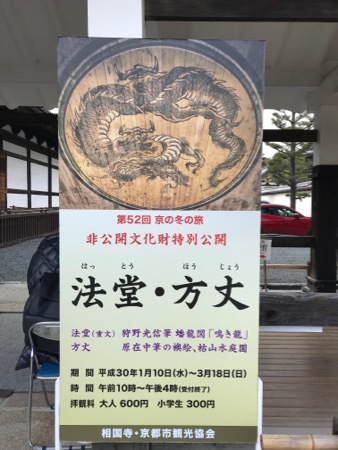 第52回 京の冬の旅
非公開文化財特別公開
はっ とう ほう じょう
法堂・方丈
法堂(重文) 狩野光信筆 蟠龍図「鳴き龍」
方丈 原在中筆の襖絵、枯山水庭園
期 間 平成30年1月10日(水)~3月18日(日)
時 間 午前10時~午後4時(受付終了)
拝観料 大人 600円 小学生 300円
相国寺・京都市観光協会